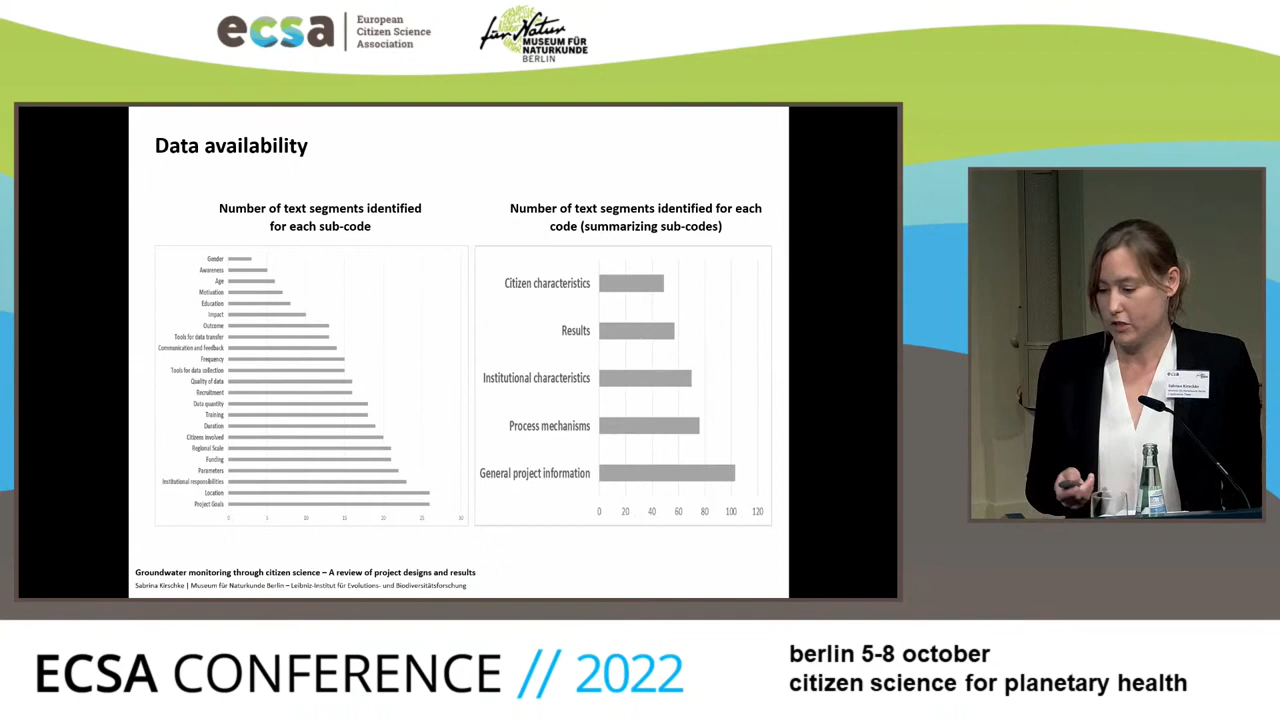 ecsa
European
Citizen Science
Association
für Natur
MUSEUM FÜR
NATURKUNDE
BERLIN
Data availability
Number of text segments identified
for each sub-code
Gender
Awareness
Age
Motivation
Education
Impact
Outcome
Tools for data transfer
Communication and feedback
Frequency
Tools for data collection
Quality of data
Recruitment
Data quantity
Training
Duration
Citizens involved
Regional Scale
Funding
Parameters
Institutional responsibilities
Location
Project Goals
0 5 10 15 20 25 30
Number of text segments identified for each
code (summarizing sub-codes)
Citizen characteristics
Results
Institutional characteristics
Process mechanisms
General project information
0 20 40 60 80 100 120
Groundwater monitoring through citizen science – A review of project designs and results
Sabrina Kirschke | Museum für Naturkunde Berlin – Leibniz-Institut für Evolutions- und Biodiversitätsforschung
ecsa
Sabrina Kirschke
ECSA CONFERENCE // 2022
berlin 5-8 october
citizen science for planetary health